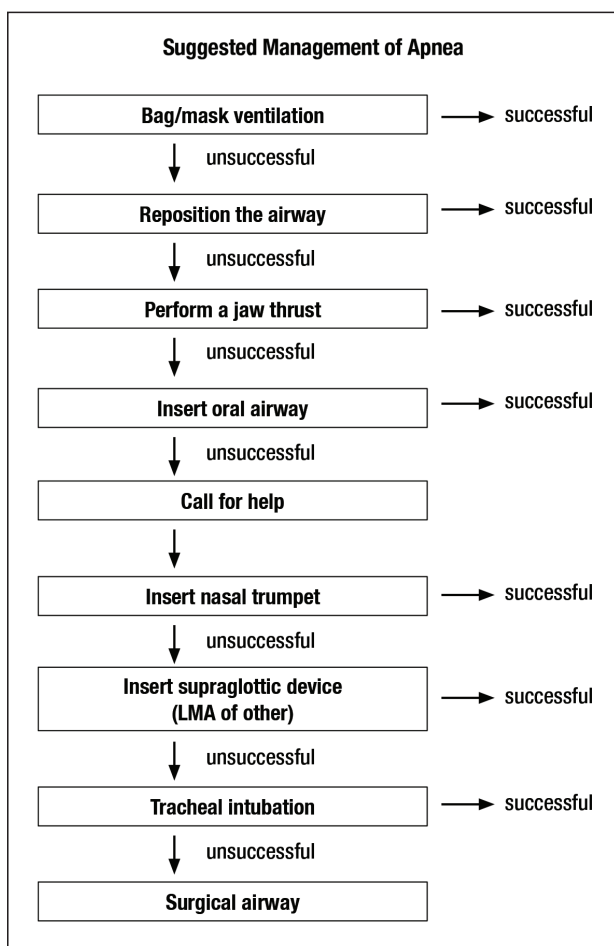 Suggested Management of Apnea
Bag/mask ventilation
successful
unsuccessful
Reposition the airway
successful
unsuccessful
Perform a jaw thrust
successful
unsuccessful
Insert oral airway
successful
unsuccessful
Call for help
Insert nasal trumpet
successful
unsuccessful
Insert supraglottic device
(LMA of other)
successful
unsuccessful
Tracheal intubation
successful
unsuccessful
Surgical airway